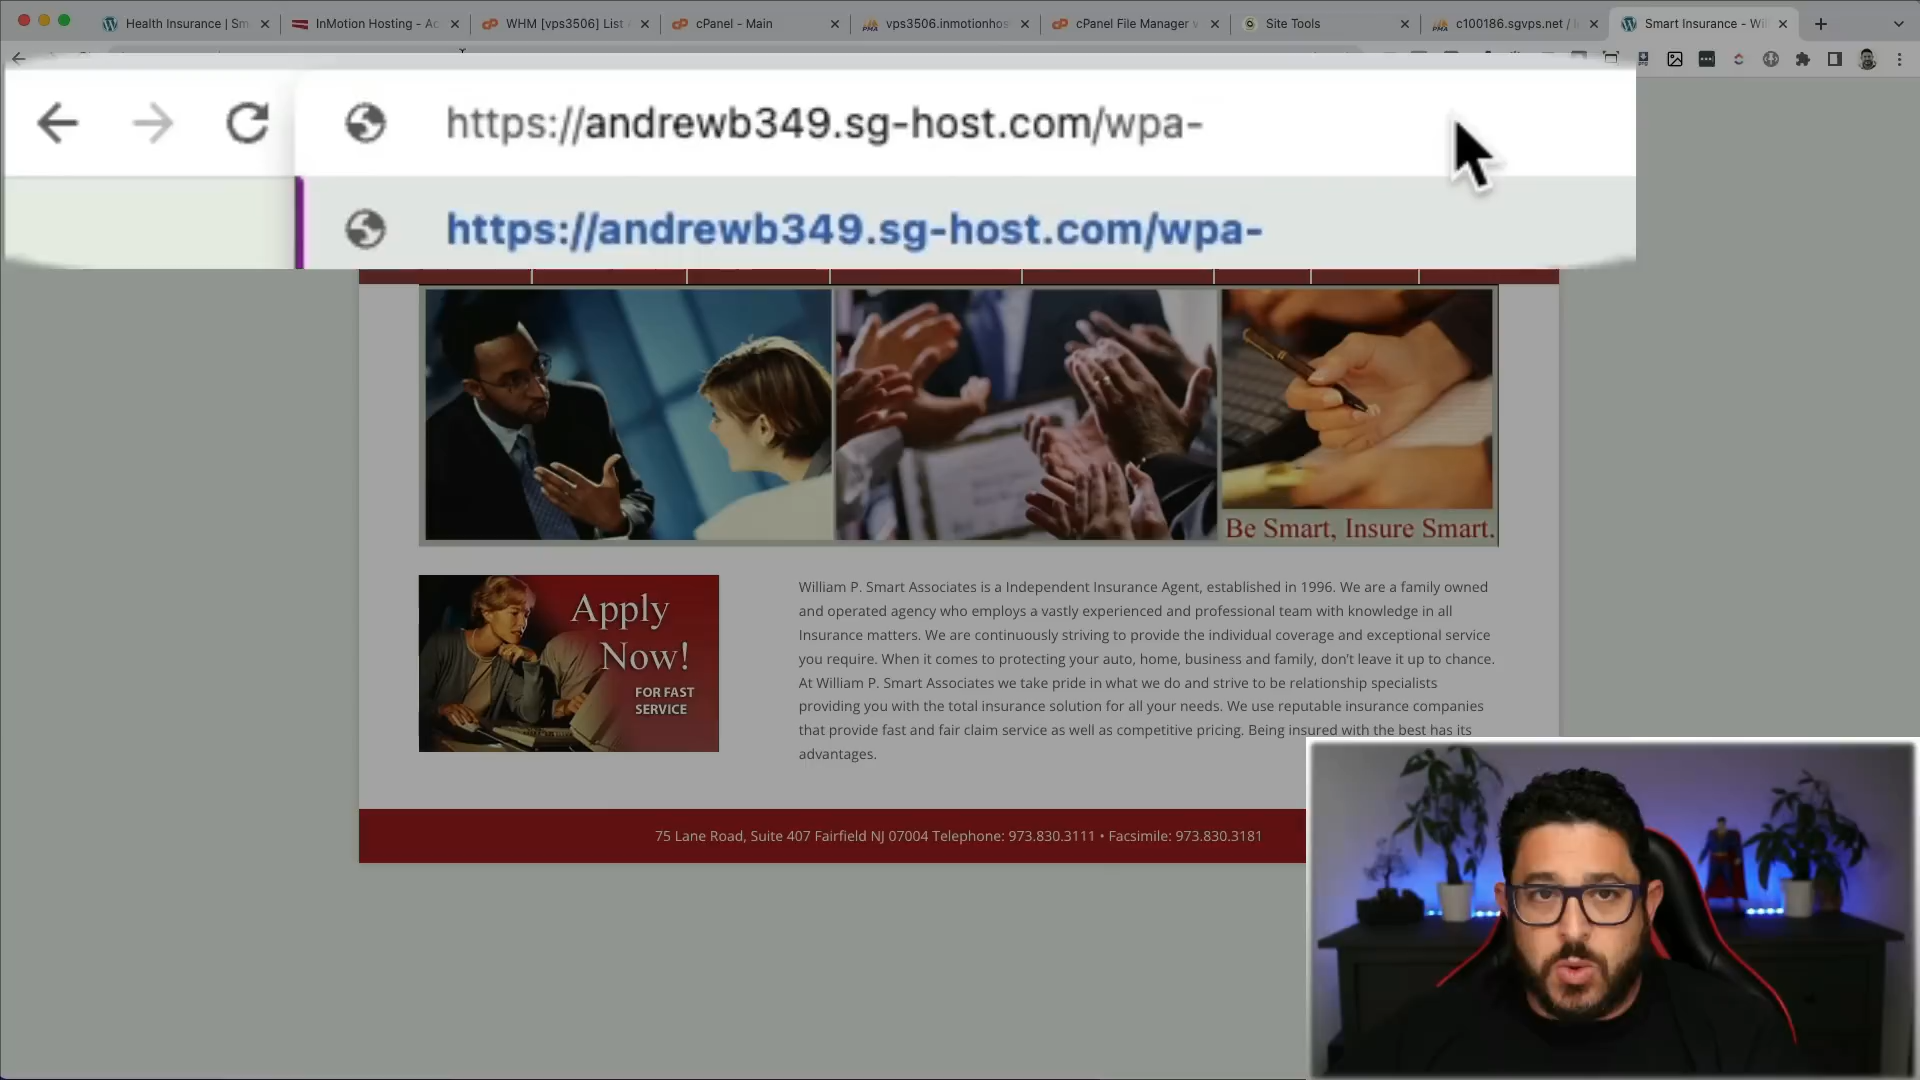 Health Insurance | Sm
InMotion Hosting - Ac
WHM [vps3506] List
cPanel - Main
vps3506.inmotionhos
cPanel File Manager v
Site Tools
c100186.sgvps.net /
Smart Insurance - Wil
https://andrewb349.sg-host.com/wpa-
https://andrewb349.sg-host.com/wpa-
Be Smart, Insure Smart.
Apply
Now!
FOR FAST
SERVICE
William P. Smart Associates is a Independent Insurance Agent, established in 1996. We are a family owned
and operated agency who employs a vastly experienced and professional team with knowledge in all
Insurance matters. We are continuously striving to provide the individual coverage and exceptional service
you require. When it comes to protecting your auto, home, business and family, don't leave it up to chance.
At William P. Smart Associates we take pride in what we do and strive to be relationship specialists
providing you with the total insurance solution for all your needs. We use reputable insurance companies
that provide fast and fair claim service as well as competitive pricing. Being insured with the best has its
advantages.
75 Lane Road, Suite 407 Fairfield NJ 07004 Telephone: 973.830.3111 • Facsimile: 973.830.3181